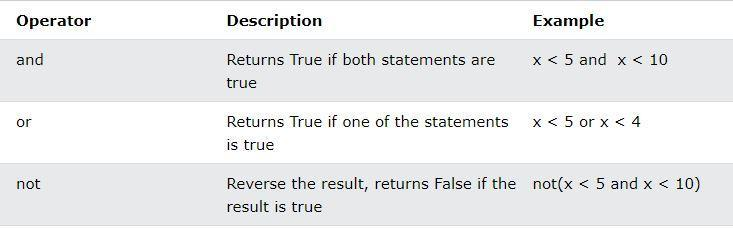 Operator Description Example
and Returns True if both statements are true x < 5 and  x < 10
or Returns True if one of the statements is true x < 5 or x < 4
not Reverse the result, returns False if the result is true not(x < 5 and x < 10)